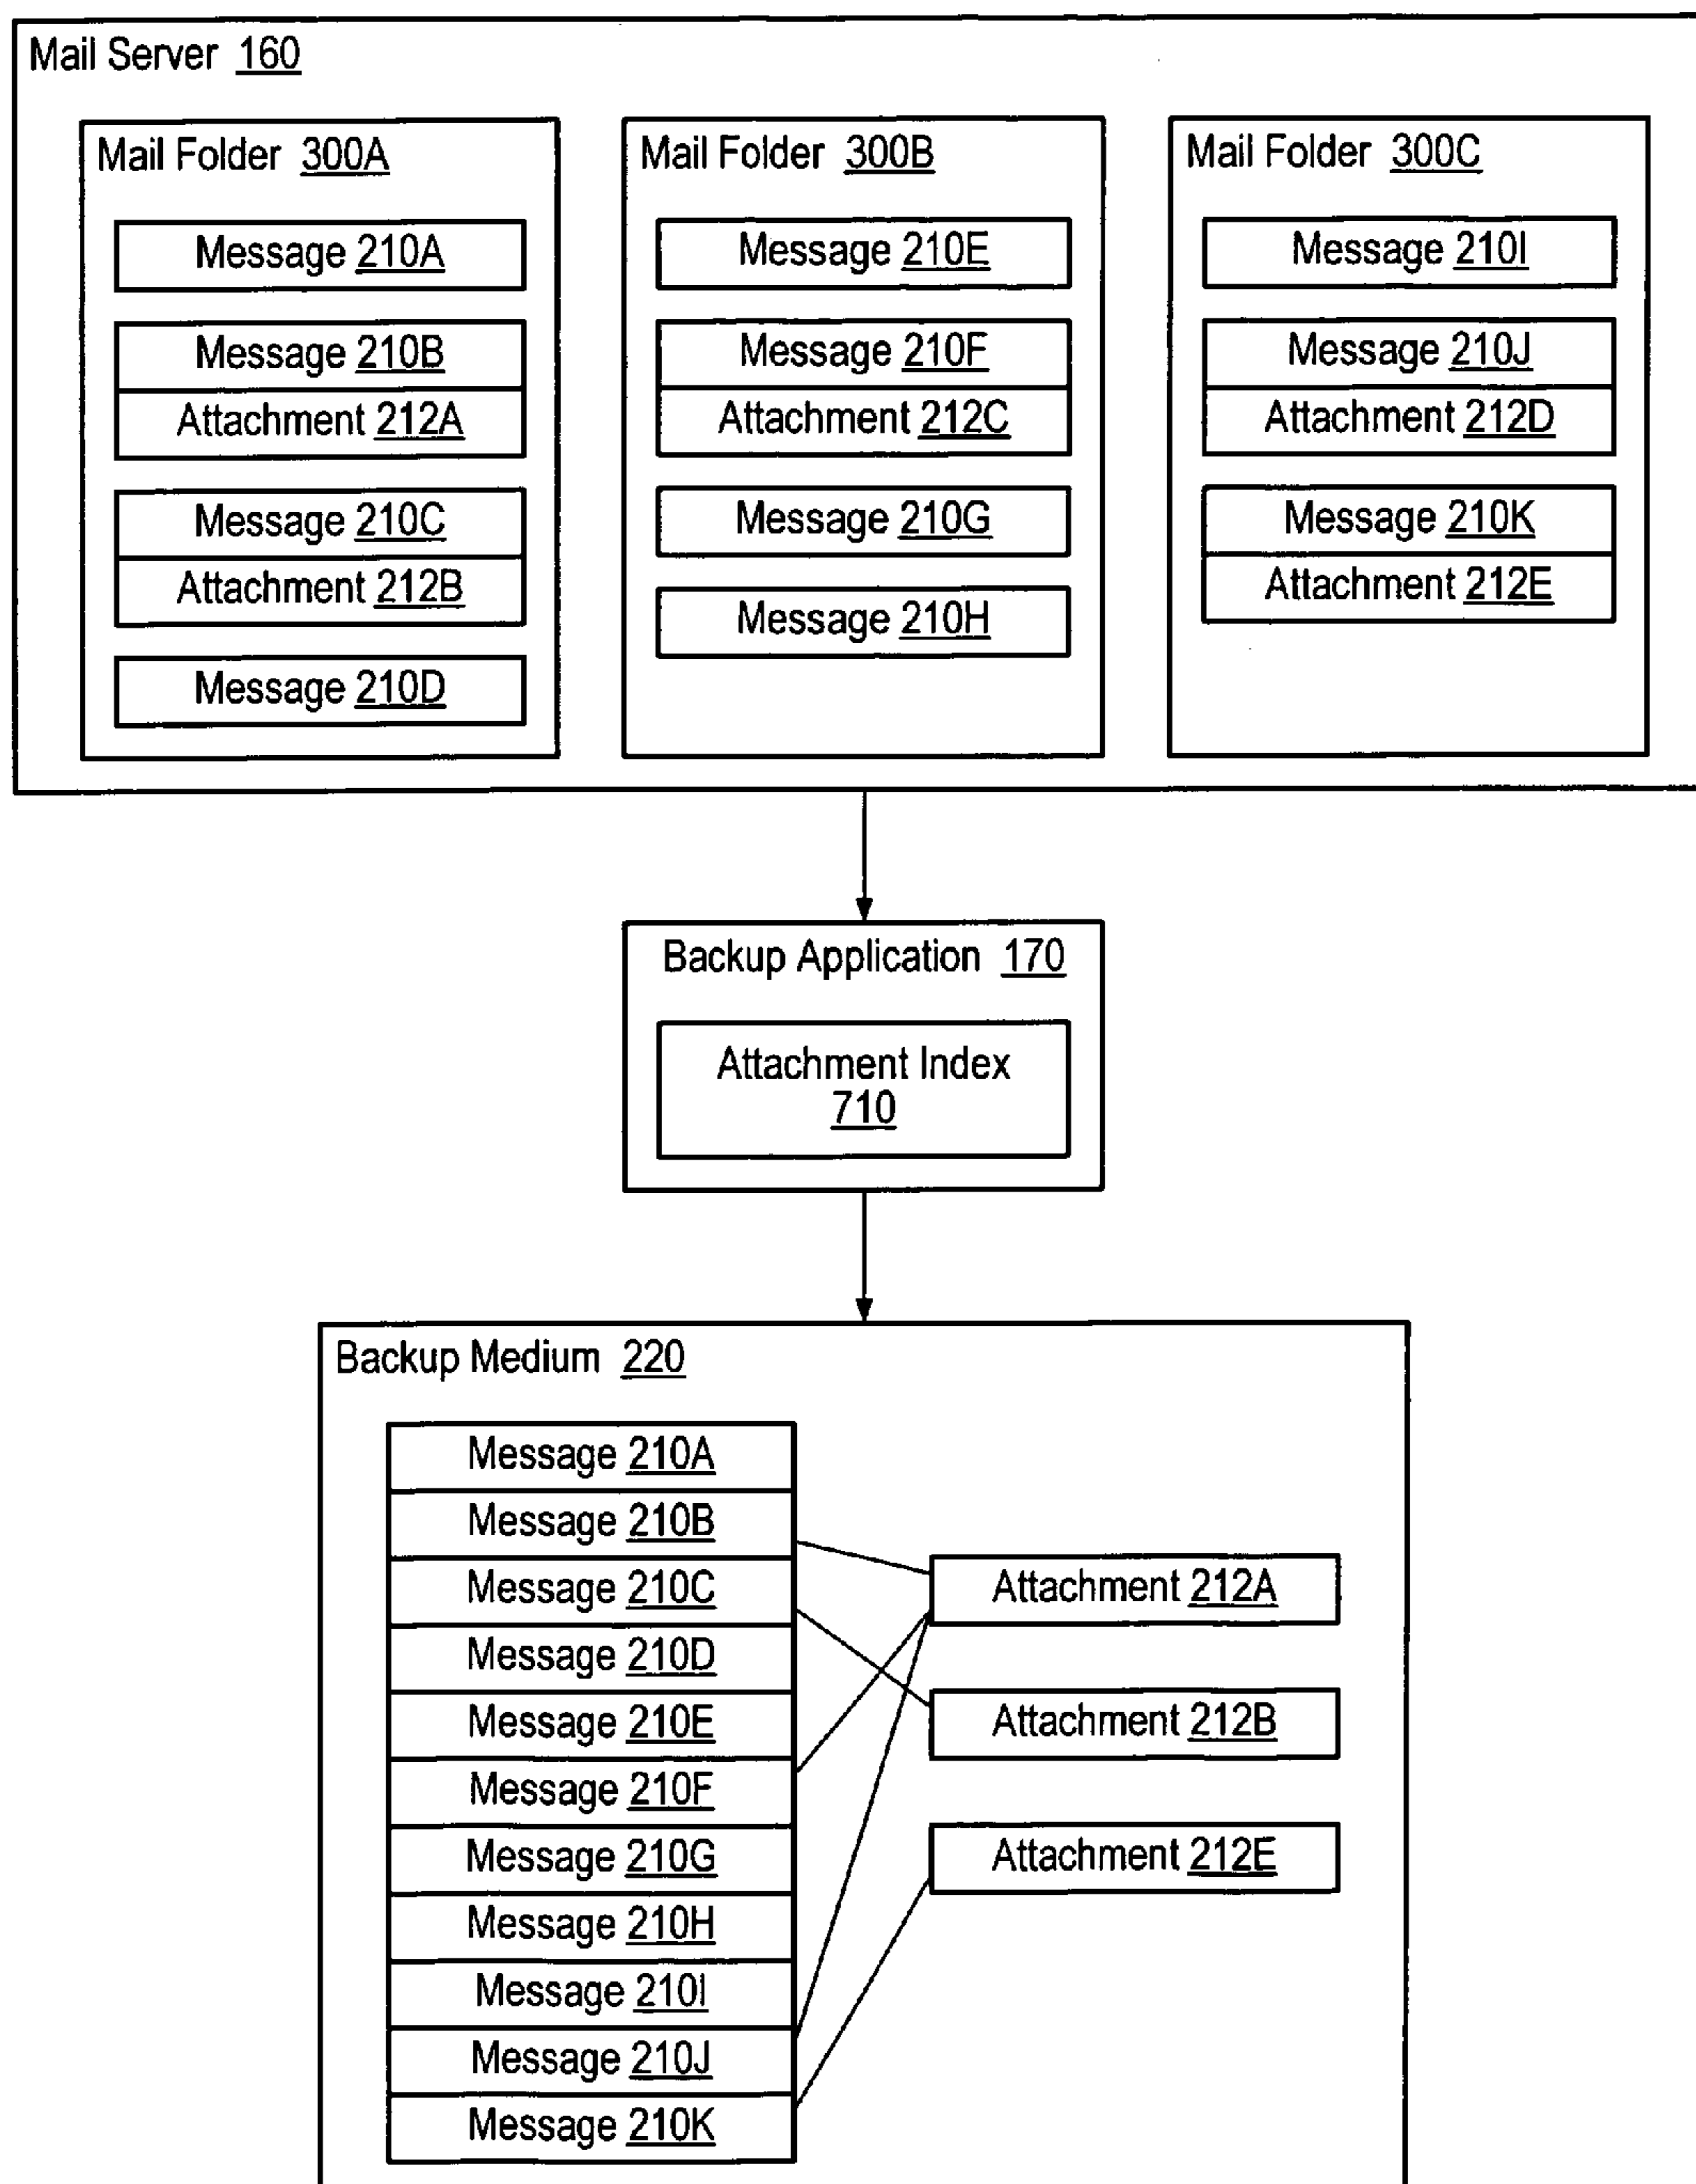 Mail Server 160
Mail Folder 300A
Message 210A
Message 210B
Attachment 212A
Message 210C
Attachment 212B
Message 210D
Mail Folder 300B
Message 210E
Message 210F
Attachment 212C
Message 210G
Message 210H
Mail Folder 300C
Message 210I
Message 210J
Attachment 212D
Message 210K
Attachment 212E
Backup Application 170
Attachment Index
710
Backup Medium 220
Message 210A
Message 210B
Message 210C
Message 210D
Message 210E
Message 210F
Message 210G
Message 210H
Message 210I
Message 210J
Message 210K
Attachment 212A
Attachment 212B
Attachment 212E